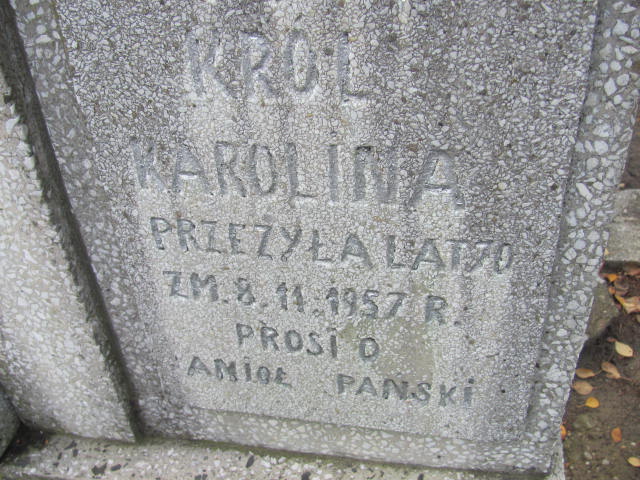 KRÓL
KAROLINA
PRZEŻYŁA LAT 70
ZM. 8. 11. 1957 R.
PROSI O
ANIOŁ PAŃSKI